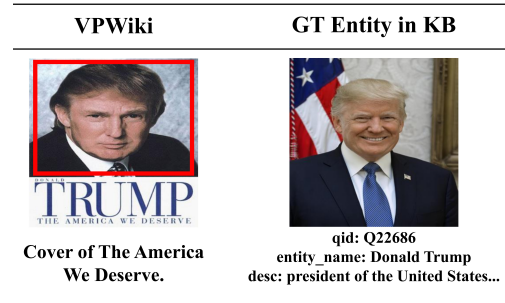 VPWiki
GT Entity in KB
DONALD
TRUMP
THE AMERICA WE DESERVE
Cover of The America
We Deserve.
qid: Q22686
entity_name: Donald Trump
desc: president of the United States...